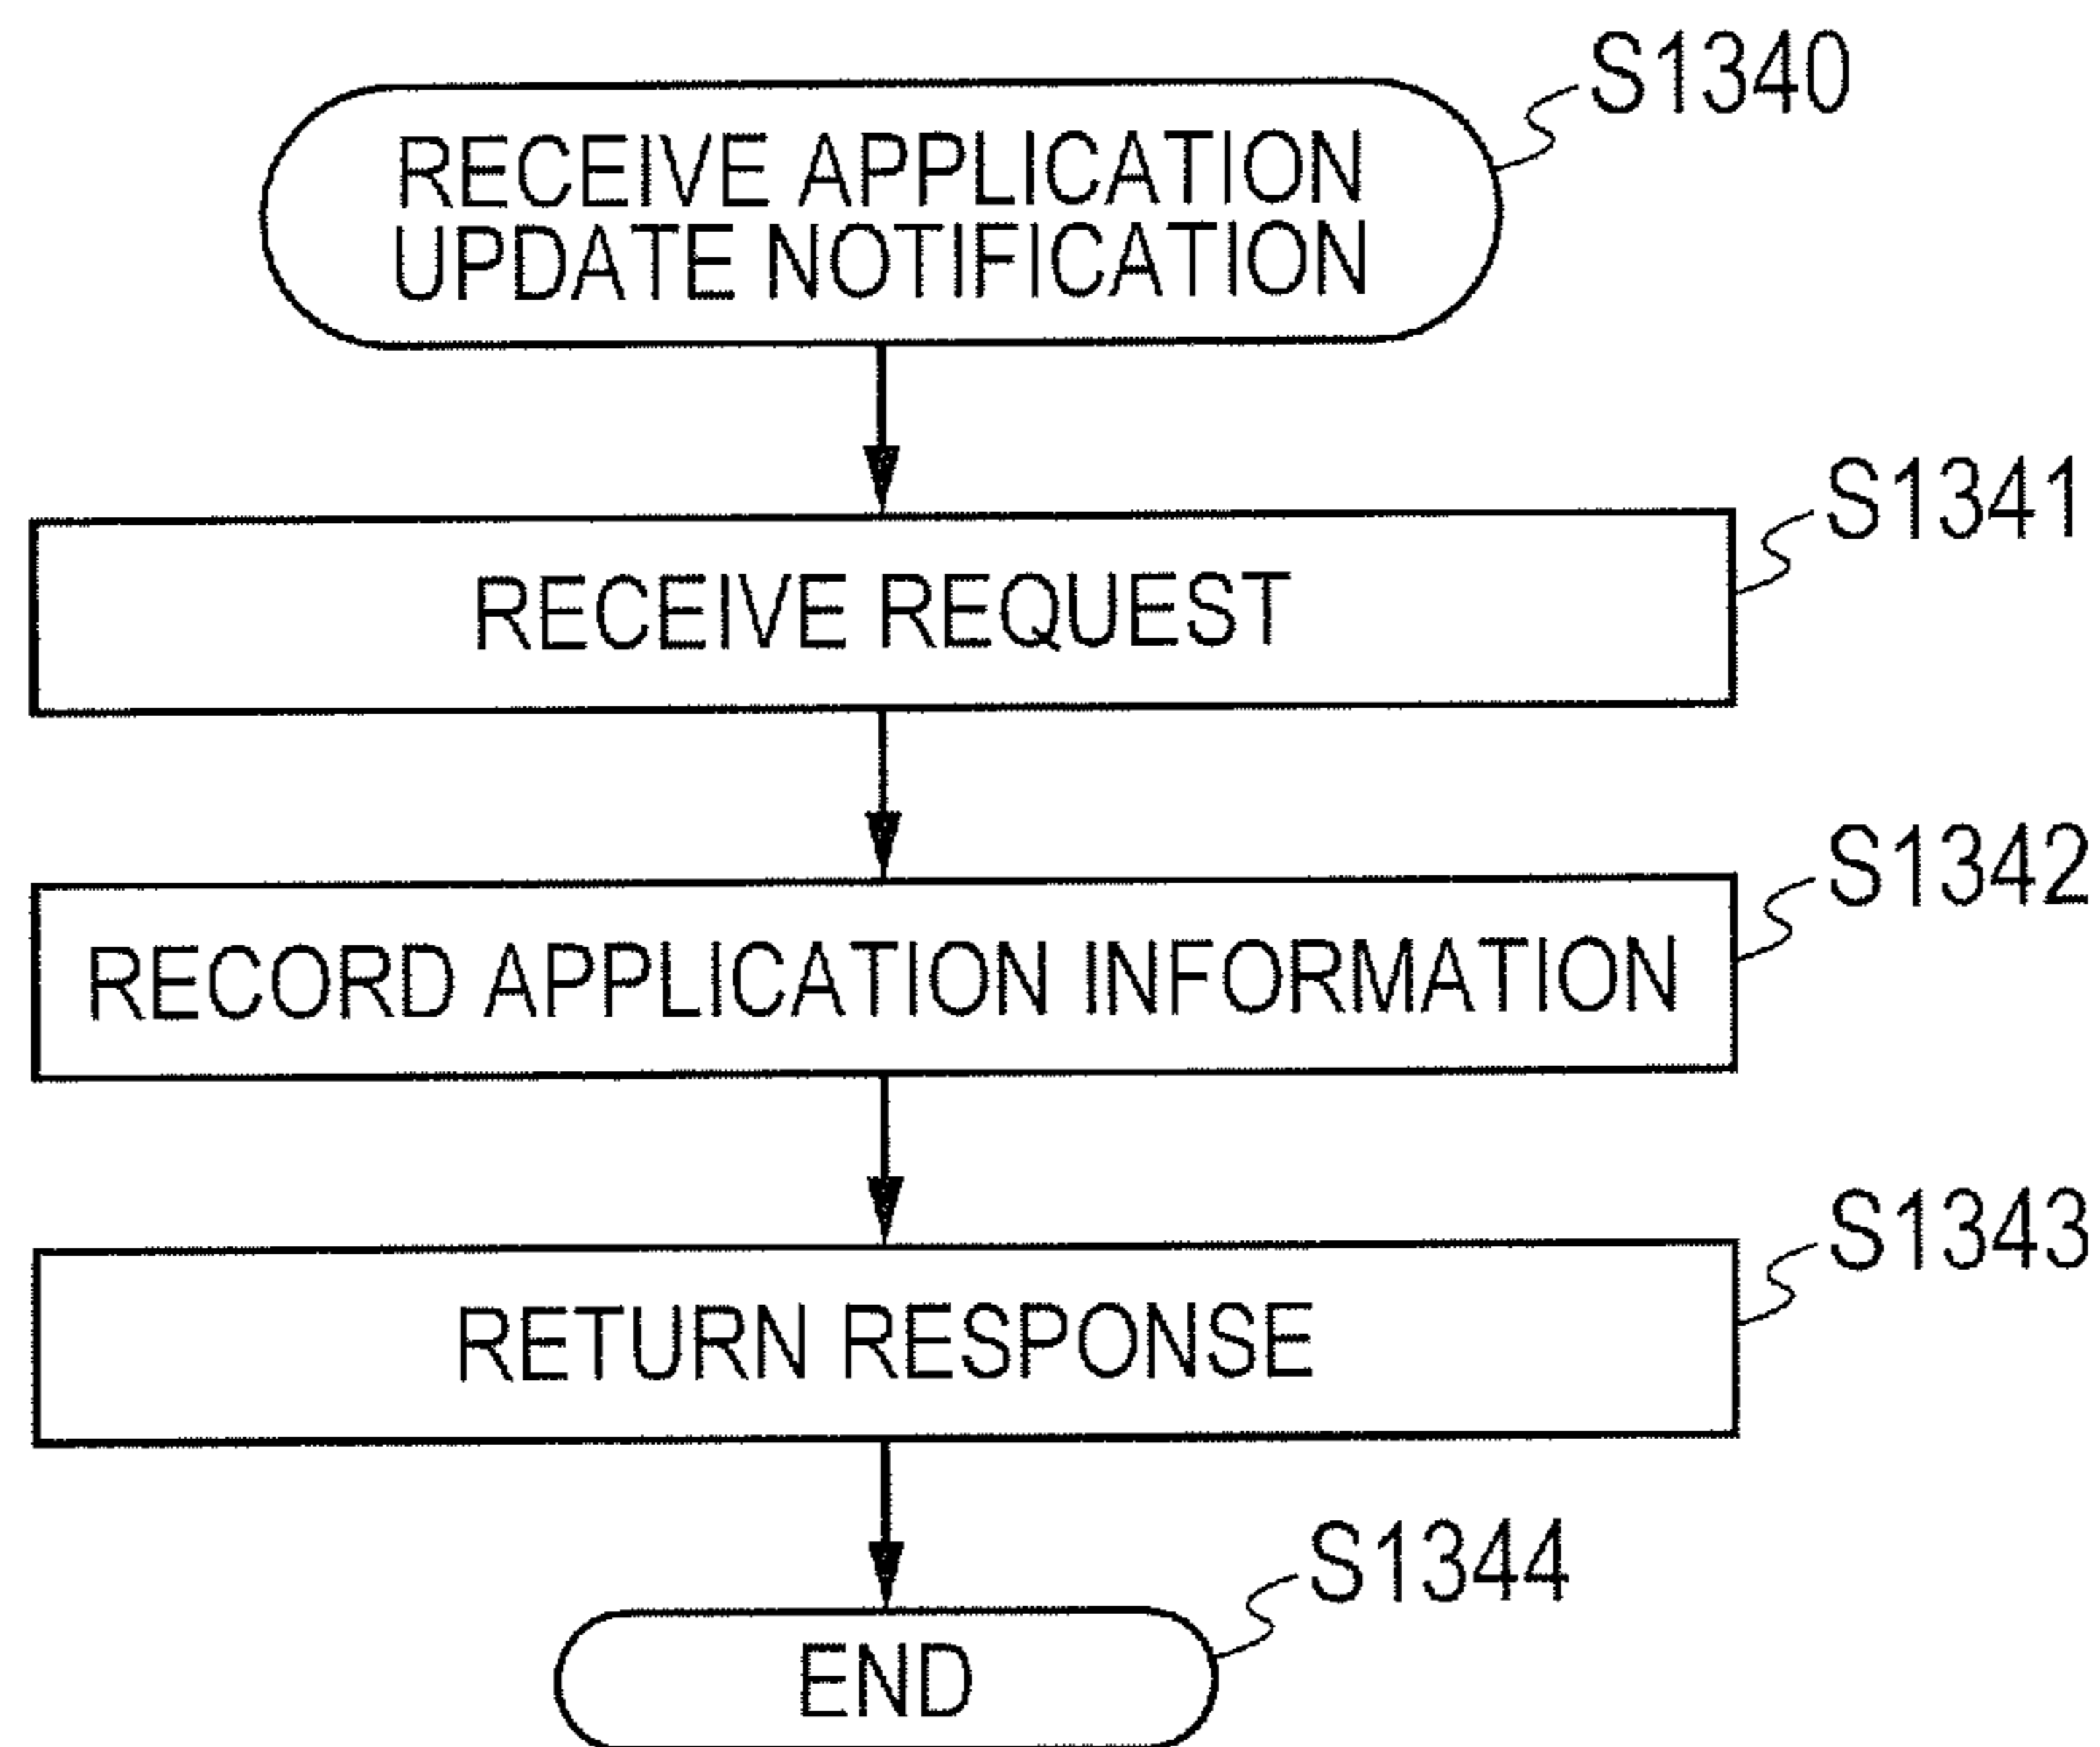 S1340
RECEIVE APPLICATION
UPDATE NOTIFICATION
S1341
RECEIVE REQUEST
S1342
RECORD APPLICATION INFORMATION
S1343
RETURN RESPONSE
S1344
END